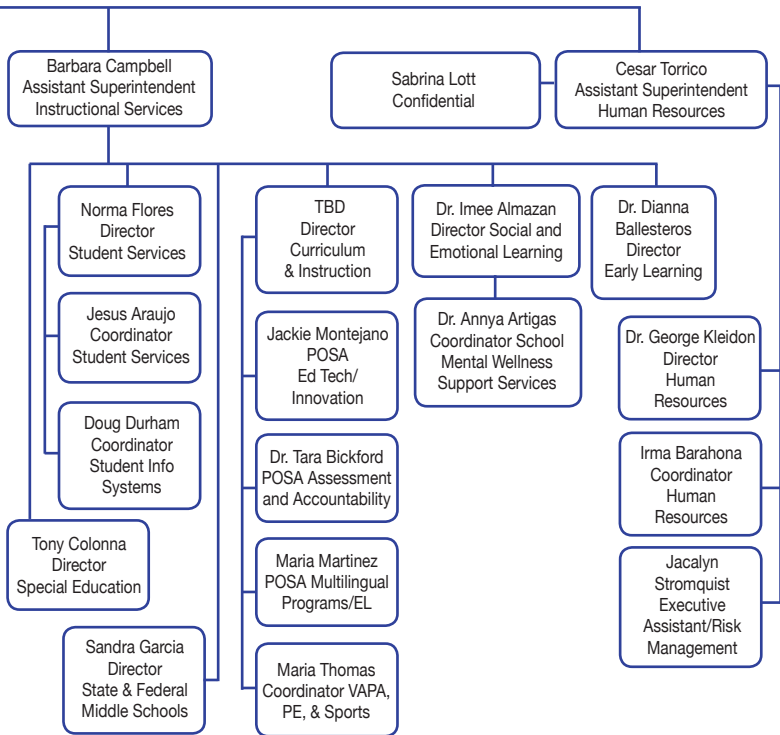 Barbara Campbell
Assistant Superintendent
Instructional Services
Sabrina Lott
Confidential
Cesar Torrico
Assistant Superintendent
Human Resources
Norma Flores
Director
Student Services
Jesus Araujo
Coordinator
Student Services
Doug Durham
Coordinator
Student Info
Systems
Tony Colonna
Director
Special Education
Sandra Garcia
Director
State & Federal
Middle Schools
TBD
Director
Curriculum
& Instruction
Jackie Montejano
POSA
Ed Tech/
Innovation
Dr. Tara Bickford
POSA Assessment
and Accountability
Maria Martinez
POSA Multilingual
Programs/EL
Maria Thomas
Coordinator VAPA,
PE, & Sports
Dr. Imee Almazan
Director Social and
Emotional Learning
Dr. Annya Artigas
Coordinator School
Mental Wellness
Support Services
Dr. Dianna
Ballesteros
Director
Early Learning
Dr. George Kleidon
Director
Human
Resources
Irma Barahona
Coordinator
Human
Resources
Jacalyn
Stromquist
Executive
Assistant/Risk
Management